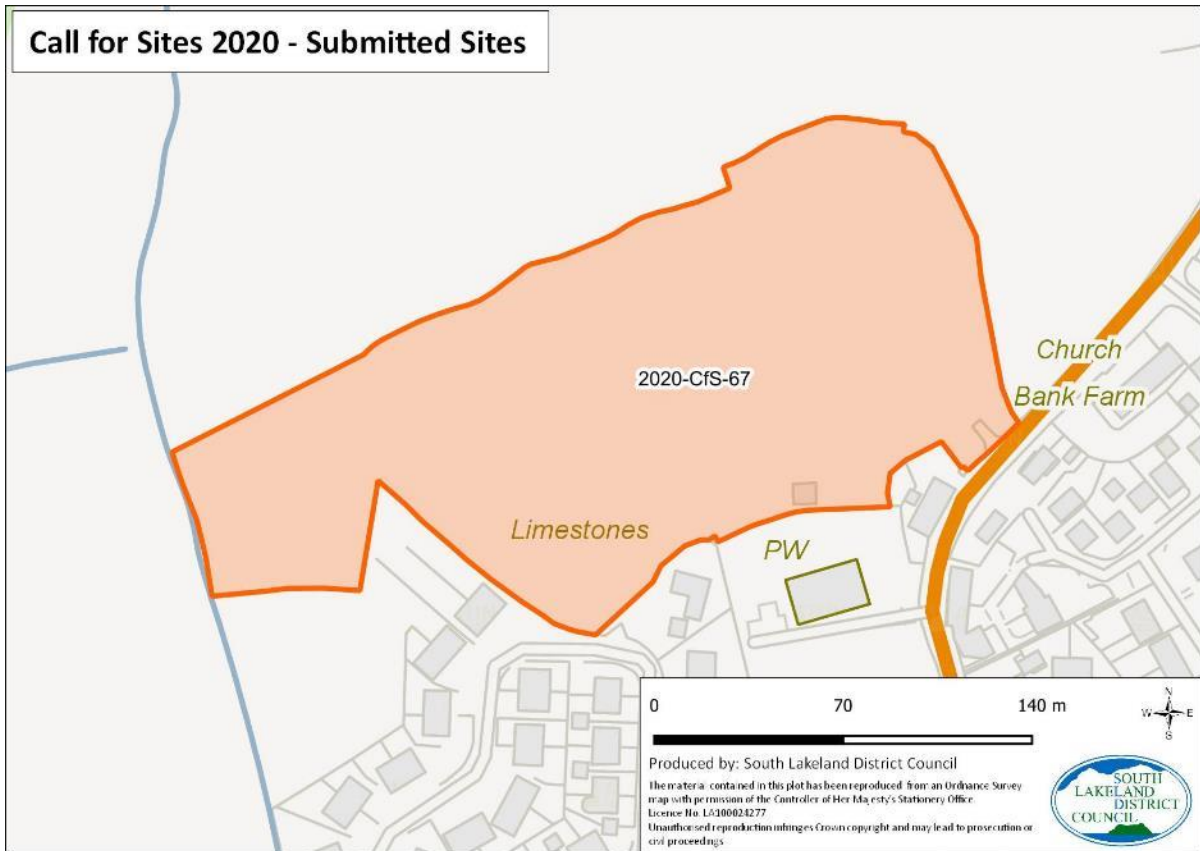 Call for Sites 2020 - Submitted Sites
2020-CfS-67
Church
Bank Farm
Limestones
PW
0 70 140 m
N
W E
S
Produced by: South Lakeland District Council
The material contained in this plot has been reproduced from an Ordnance Survey
map with permission of the Controller of Her Majesty's Stationery Office
Licence No. LA100024277
Unauthorised reproduction infringes Crown copyright and may lead to prosecution or
civil proceedings
SOUTH
LAKELAND
DISTRICT
COUNCIL